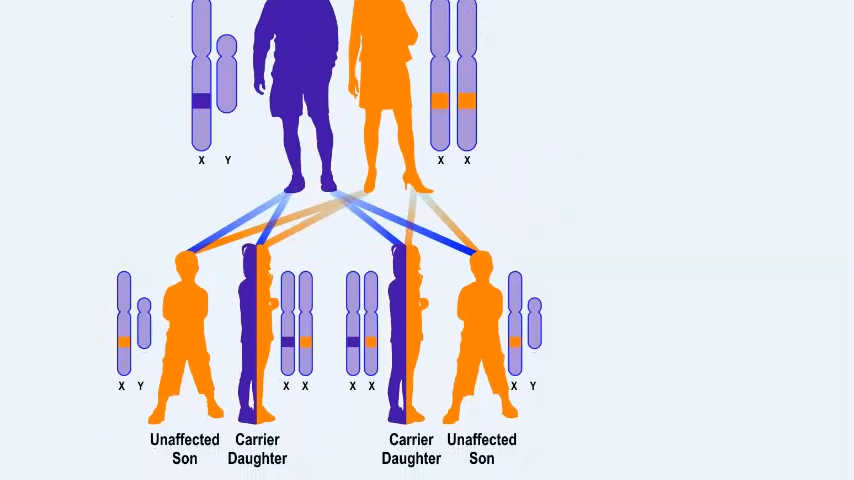 X Y
X X
X Y
X X
X X
X Y
Unaffected
Son
Carrier
Daughter
Carrier
Daughter
Unaffected
Son